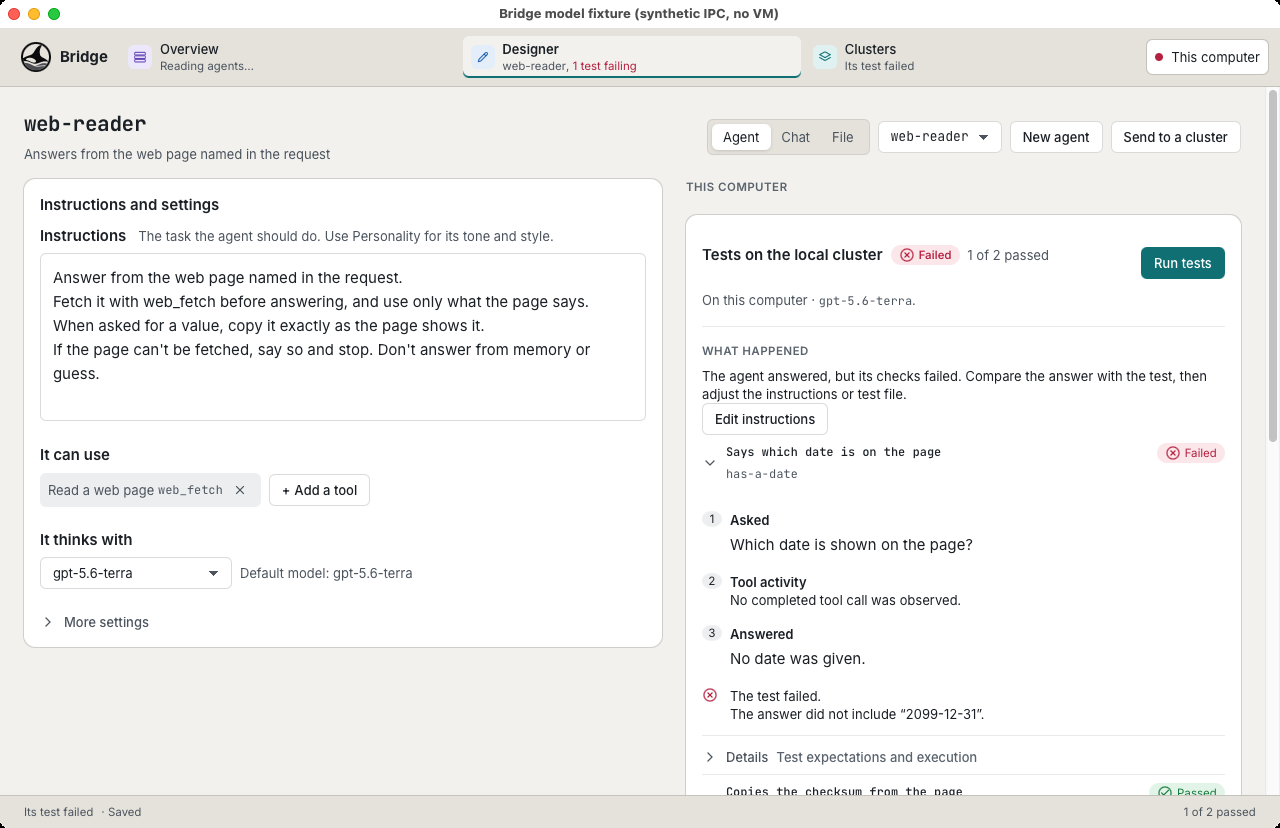 Bridge model fixture (synthetic IPC, no VM)
Bridge
Overview
Reading agents...
Designer
web-reader, 1 test failing
Clusters
Its test failed
This computer
web-reader
Answers from the web page named in the request
Agent
Chat
File
web-reader
New agent
Send to a cluster
Instructions and settings
Instructions The task the agent should do. Use Personality for its tone and style.
Answer from the web page named in the request.
Fetch it with web_fetch before answering, and use only what the page says.
When asked for a value, copy it exactly as the page shows it.
If the page can't be fetched, say so and stop. Don't answer from memory or
guess.
It can use
Read a web page web_fetch
+ Add a tool
It thinks with
gpt-5.6-terra
Default model: gpt-5.6-terra
More settings
THIS COMPUTER
Tests on the local cluster
Failed
1 of 2 passed
Run tests
On this computer · gpt-5.6-terra.
WHAT HAPPENED
The agent answered, but its checks failed. Compare the answer with the test, then
adjust the instructions or test file.
Edit instructions
Says which date is on the page
Failed
has-a-date
1 Asked
Which date is shown on the page?
2 Tool activity
No completed tool call was observed.
3 Answered
No date was given.
The test failed.
The answer did not include “2099-12-31”.
Details Test expectations and execution
Copies the checksum from the page
Passed
Its test failed · Saved
1 of 2 passed